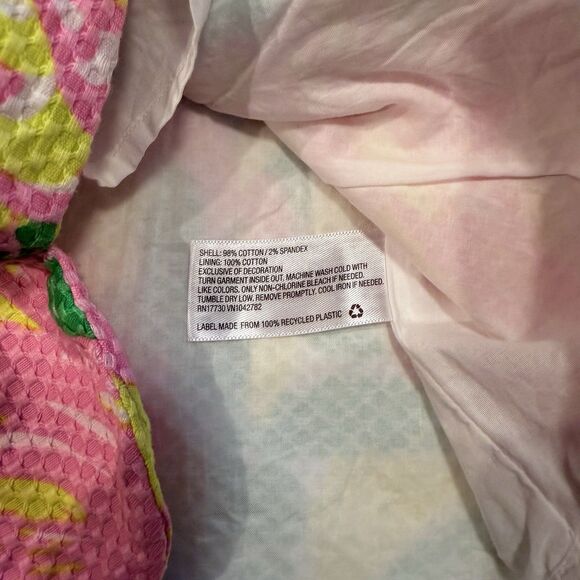 SHELL: 98% COTTON / 2% SPANDEX
LINING: 100% COTTON
EXCLUSIVE OF DECORATION
TURN GARMENT INSIDE OUT. MACHINE WASH COLD WITH
LIKE COLORS. ONLY NON-CHLORINE BLEACH IF NEEDED.
TUMBLE DRY LOW. REMOVE PROMPTLY. COOL IRON IF NEEDED.
RN17730 VN1042782
LABEL MADE FROM 100% RECYCLED PLASTIC